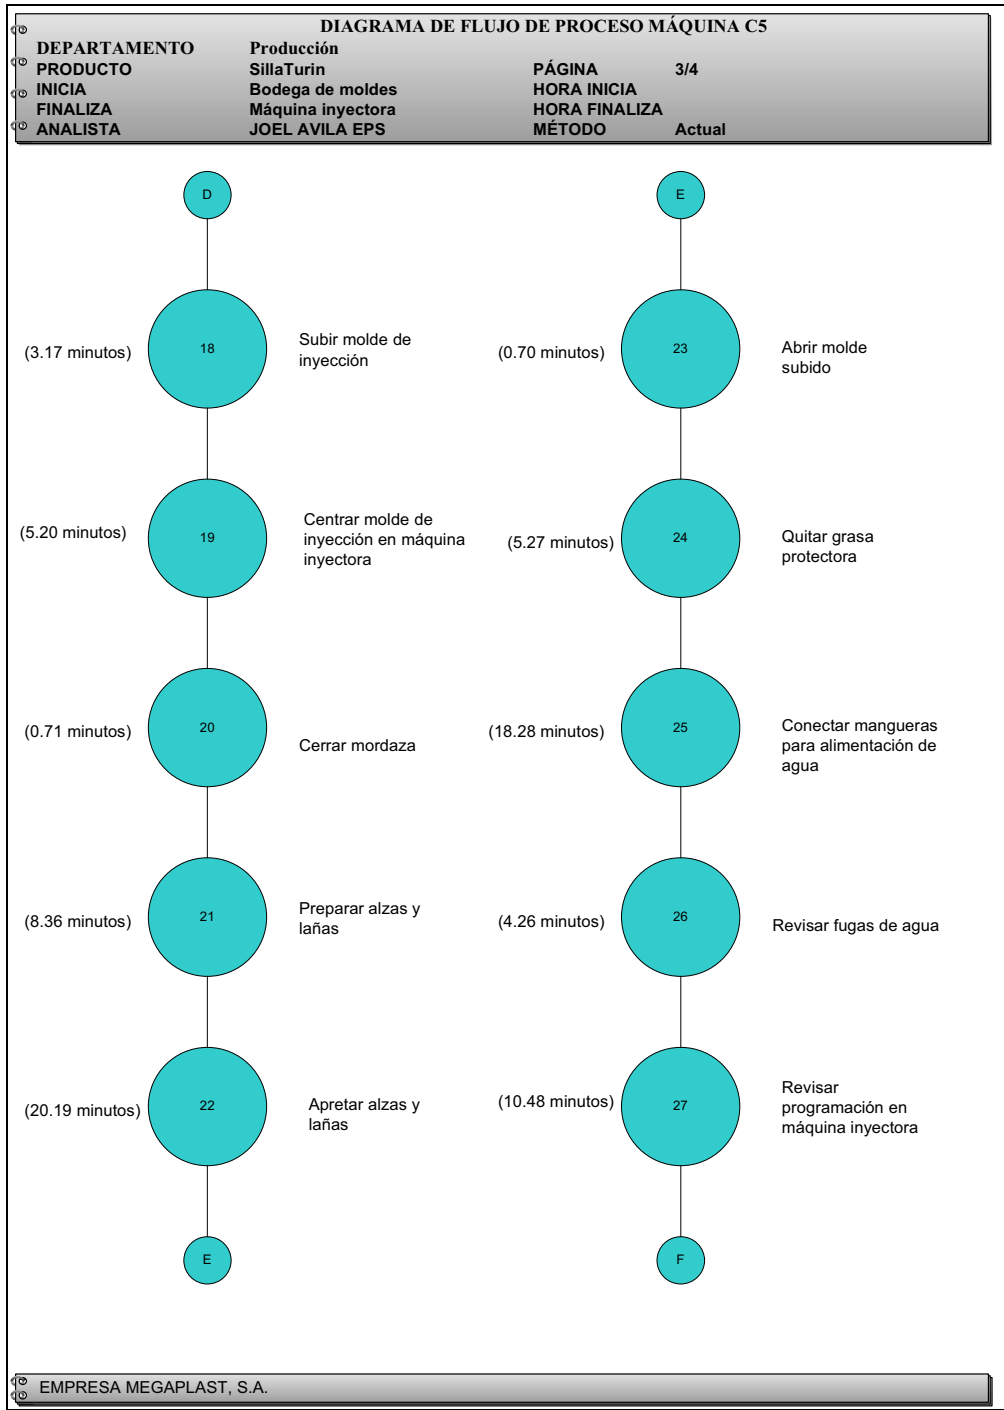 DIAGRAMA DE FLUJO DE PROCESO MÁQUINA C5
DEPARTAMENTO Producción
PRODUCTO SillaTurin PÁGINA 3/4
INICIA Bodega de moldes HORA INICIA
FINALIZA Máquina inyectora HORA FINALIZA
ANALISTA JOEL AVILA EPS MÉTODO Actual
D
(3.17 minutos) 18 Subir molde de
inyección
(5.20 minutos) 19 Centrar molde de
inyección en máquina
inyectora
(0.71 minutos) 20 Cerrar mordaza
(8.36 minutos) 21 Preparar alzas y
lañas
(20.19 minutos) 22 Apretar alzas y
lañas
E
E
(0.70 minutos) 23 Abrir molde
subido
(5.27 minutos) 24 Quitar grasa
protectora
(18.28 minutos) 25 Conectar mangueras
para alimentación de
agua
(4.26 minutos) 26 Revisar fugas de agua
(10.48 minutos) 27 Revisar
programación en
máquina inyectora
F
EMPRESA MEGAPLAST, S.A.